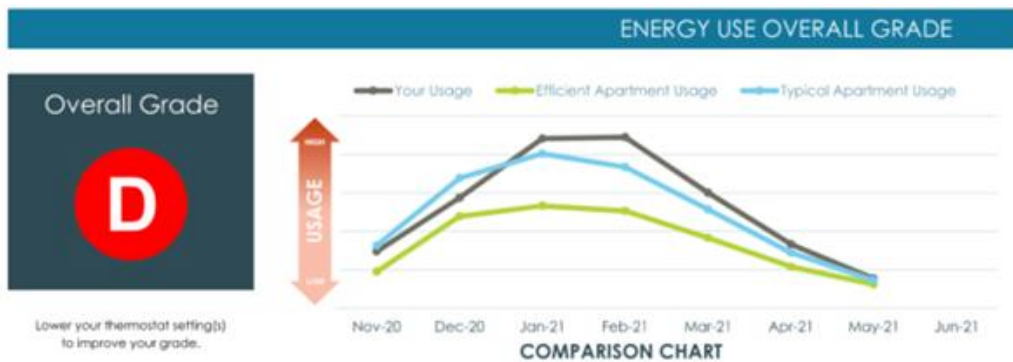 ENERGY USE OVERALL GRADE
Overall Grade
D
Lower your thermostat setting(s)
to improve your grade.
Your Usage Efficient Apartment Usage Typical Apartment Usage
HIGH
USAGE
LOW
Nov-20 Dec-20 Jan-21 Feb-21 Mar-21 Apr-21 May-21 Jun-21
COMPARISON CHART